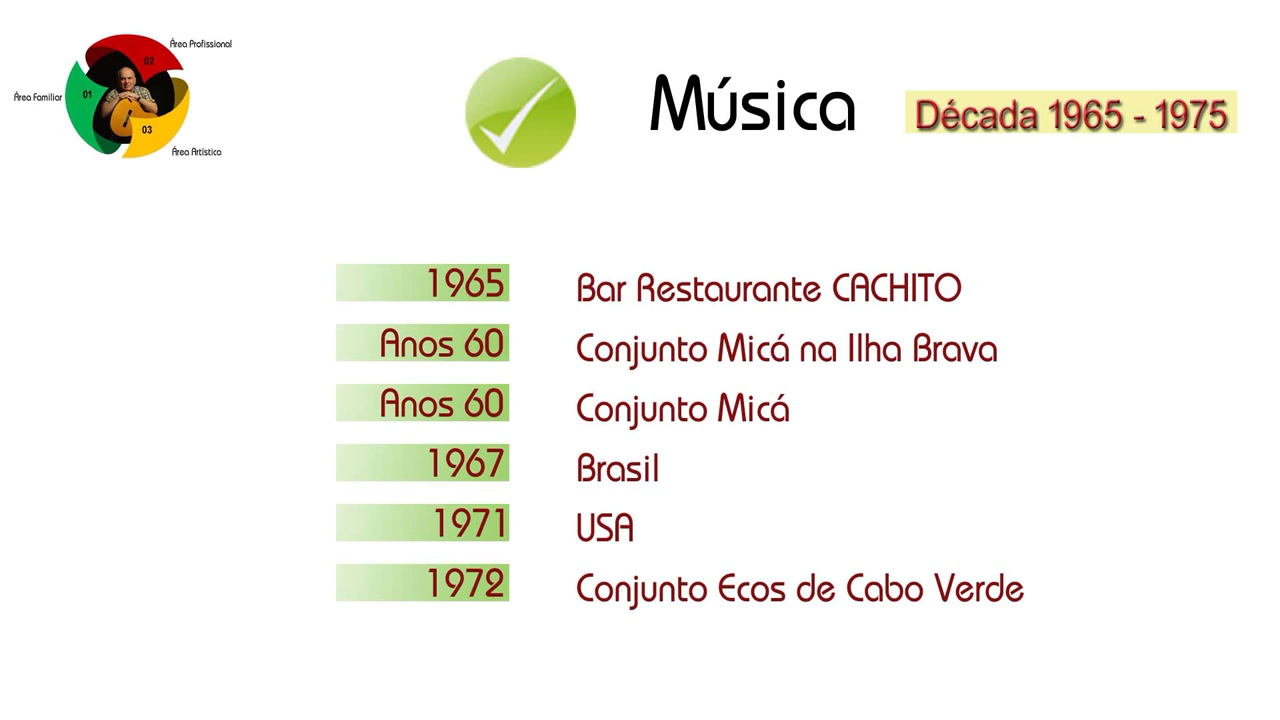 Área Profissional
02
Área Familiar
01
03
Área Artística
Música
Década 1965 - 1975
1965 Bar Restaurante CACHITO
Anos 60 Conjunto Micá na Ilha Brava
Anos 60 Conjunto Micá
1967 Brasil
1971 USA
1972 Conjunto Ecos de Cabo Verde